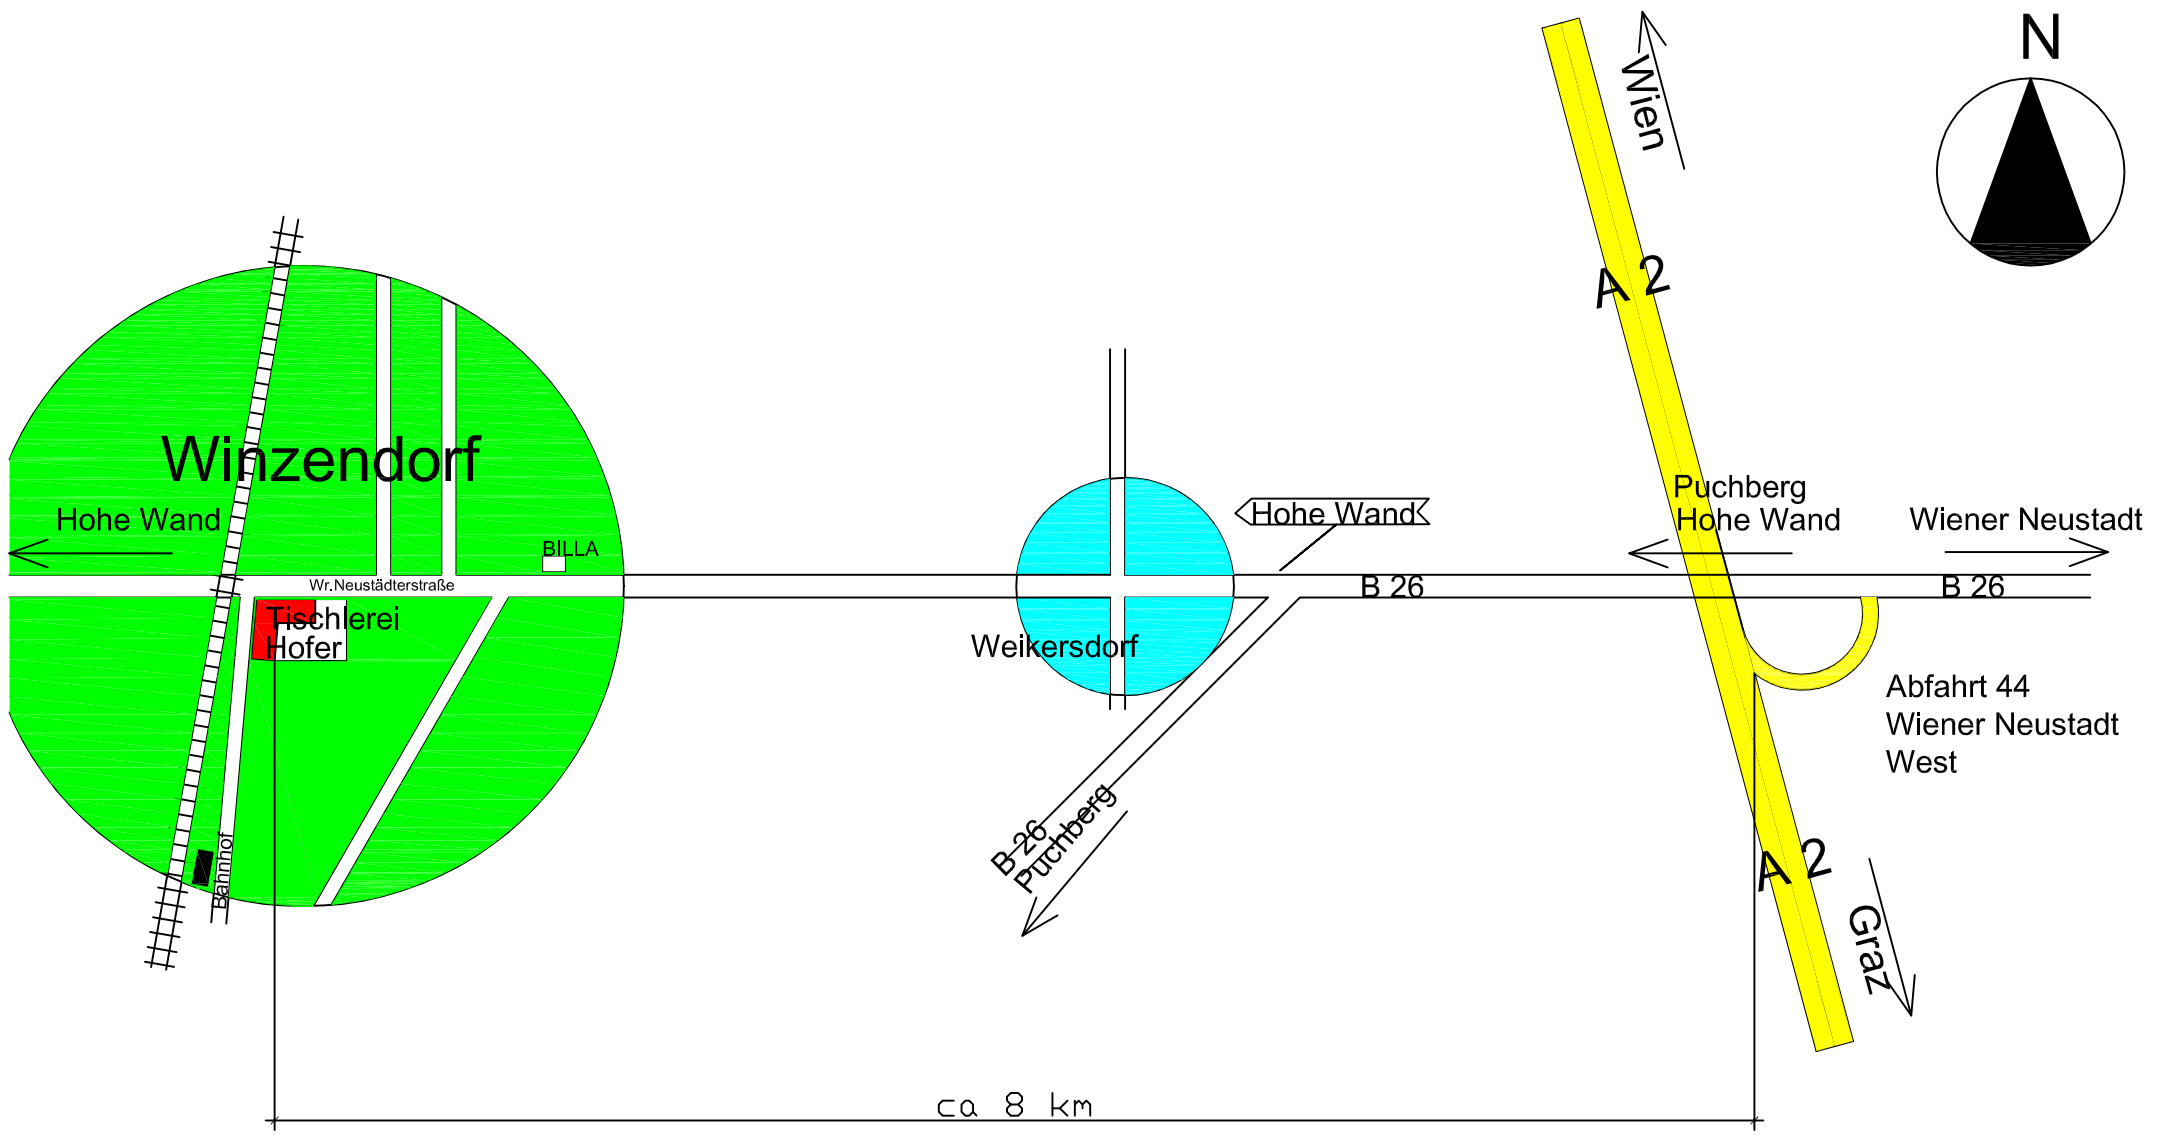 N
Wien
A 2
Winzendorf
Hohe Wand
BILLA
Wr.Neustädterstraße
Tischlerei
Hofer
Bahnhof
Weikersdorf
Hohe Wand
B 26
Puchberg
Hohe Wand
Wiener Neustadt
B 26
Abfahrt 44
Wiener Neustadt
West
B 26
Puchberg
A 2
Graz
ca 8 km